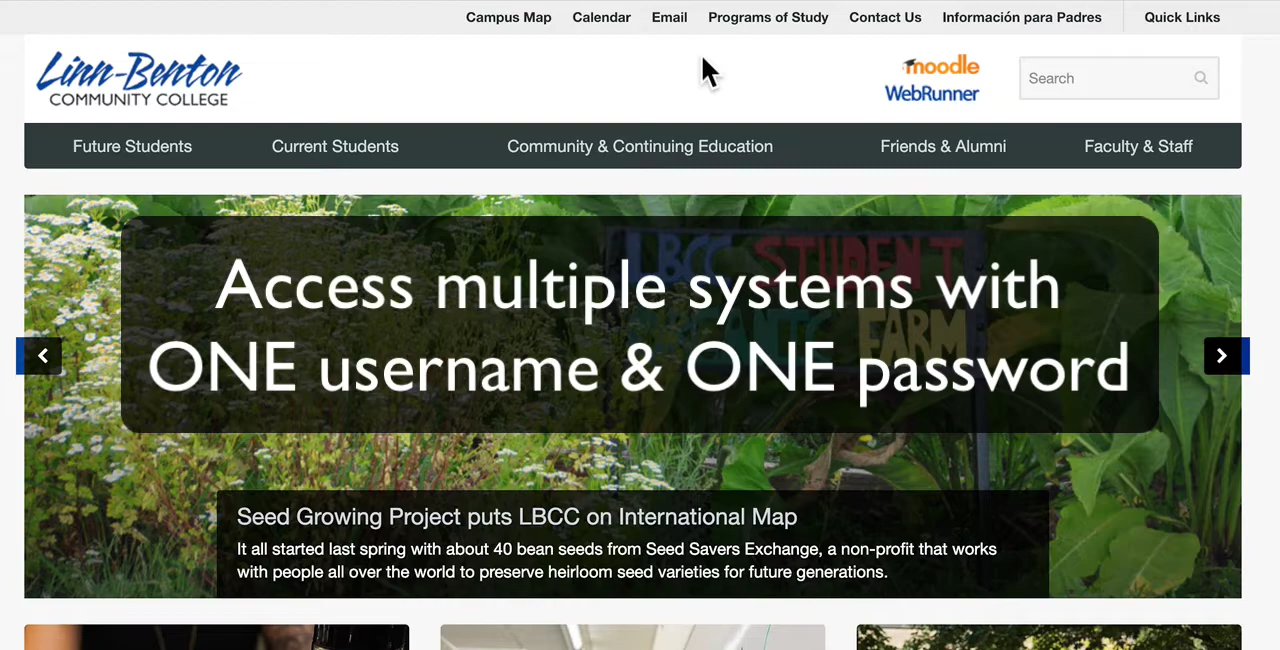 Campus Map Calendar Email Programs of Study Contact Us Información para Padres Quick Links
Linn-Benton
COMMUNITY COLLEGE
moodle
WebRunner
Search
Future Students Current Students Community & Continuing Education Friends & Alumni Faculty & Staff
LBCC STUDENT
FARM
Access multiple systems with
ONE username & ONE password
Seed Growing Project puts LBCC on International Map
It all started last spring with about 40 bean seeds from Seed Savers Exchange, a non-profit that works
with people all over the world to preserve heirloom seed varieties for future generations.